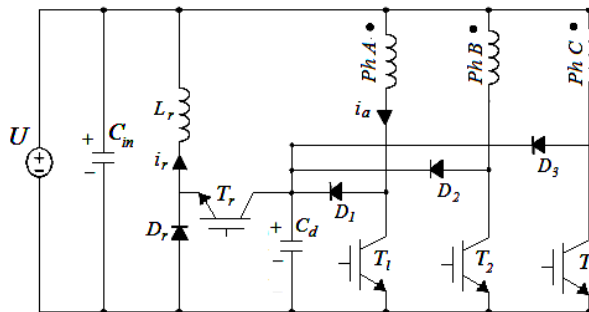 Ph A
Ph B
Ph C
L_r
i_a
U
+
C_in
−
i_r
D_3
+
−
T_r
D_2
D_r
D_1
+
C_d
−
T_1
T_2
T